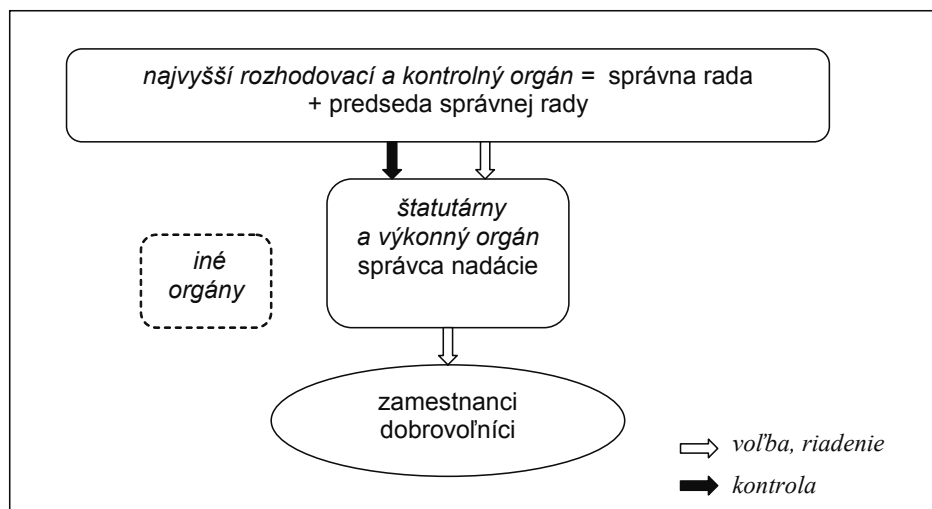 najvyšší rozhodovací a kontrolný orgán = správna rada
+ predseda správnej rady
štatutárny
a výkonný orgán
správca nadácie
iné
orgány
zamestnanci
dobrovoľníci
voľba, riadenie
kontrola